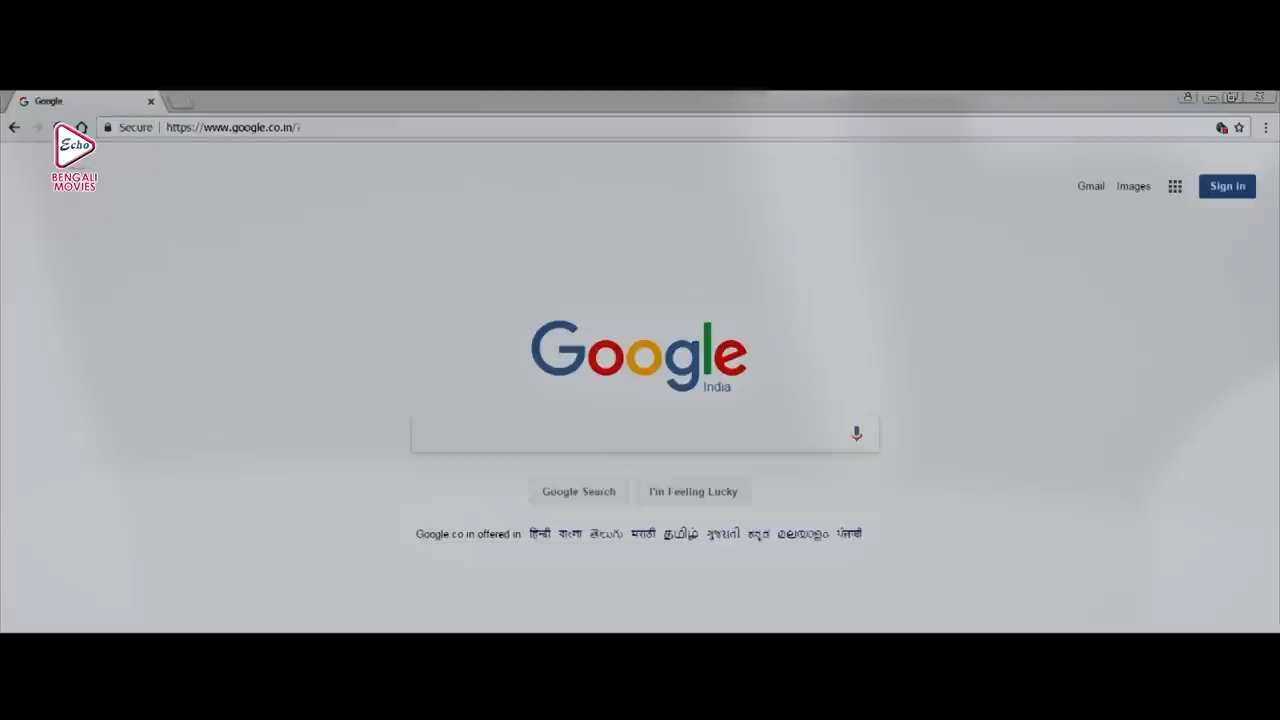 Google
Secure https://www.google.co.in/?
Echo
BENGALI
MOVIES
Gmail Images Sign in
Google
India
Google Search I'm Feeling Lucky
Google.co.in offered in हिन्दी বাংলা తెలుగు मराठी தமிழ் ગુજરાતી ಕನ್ನಡ മലയാളം ਪੰਜਾਬੀ